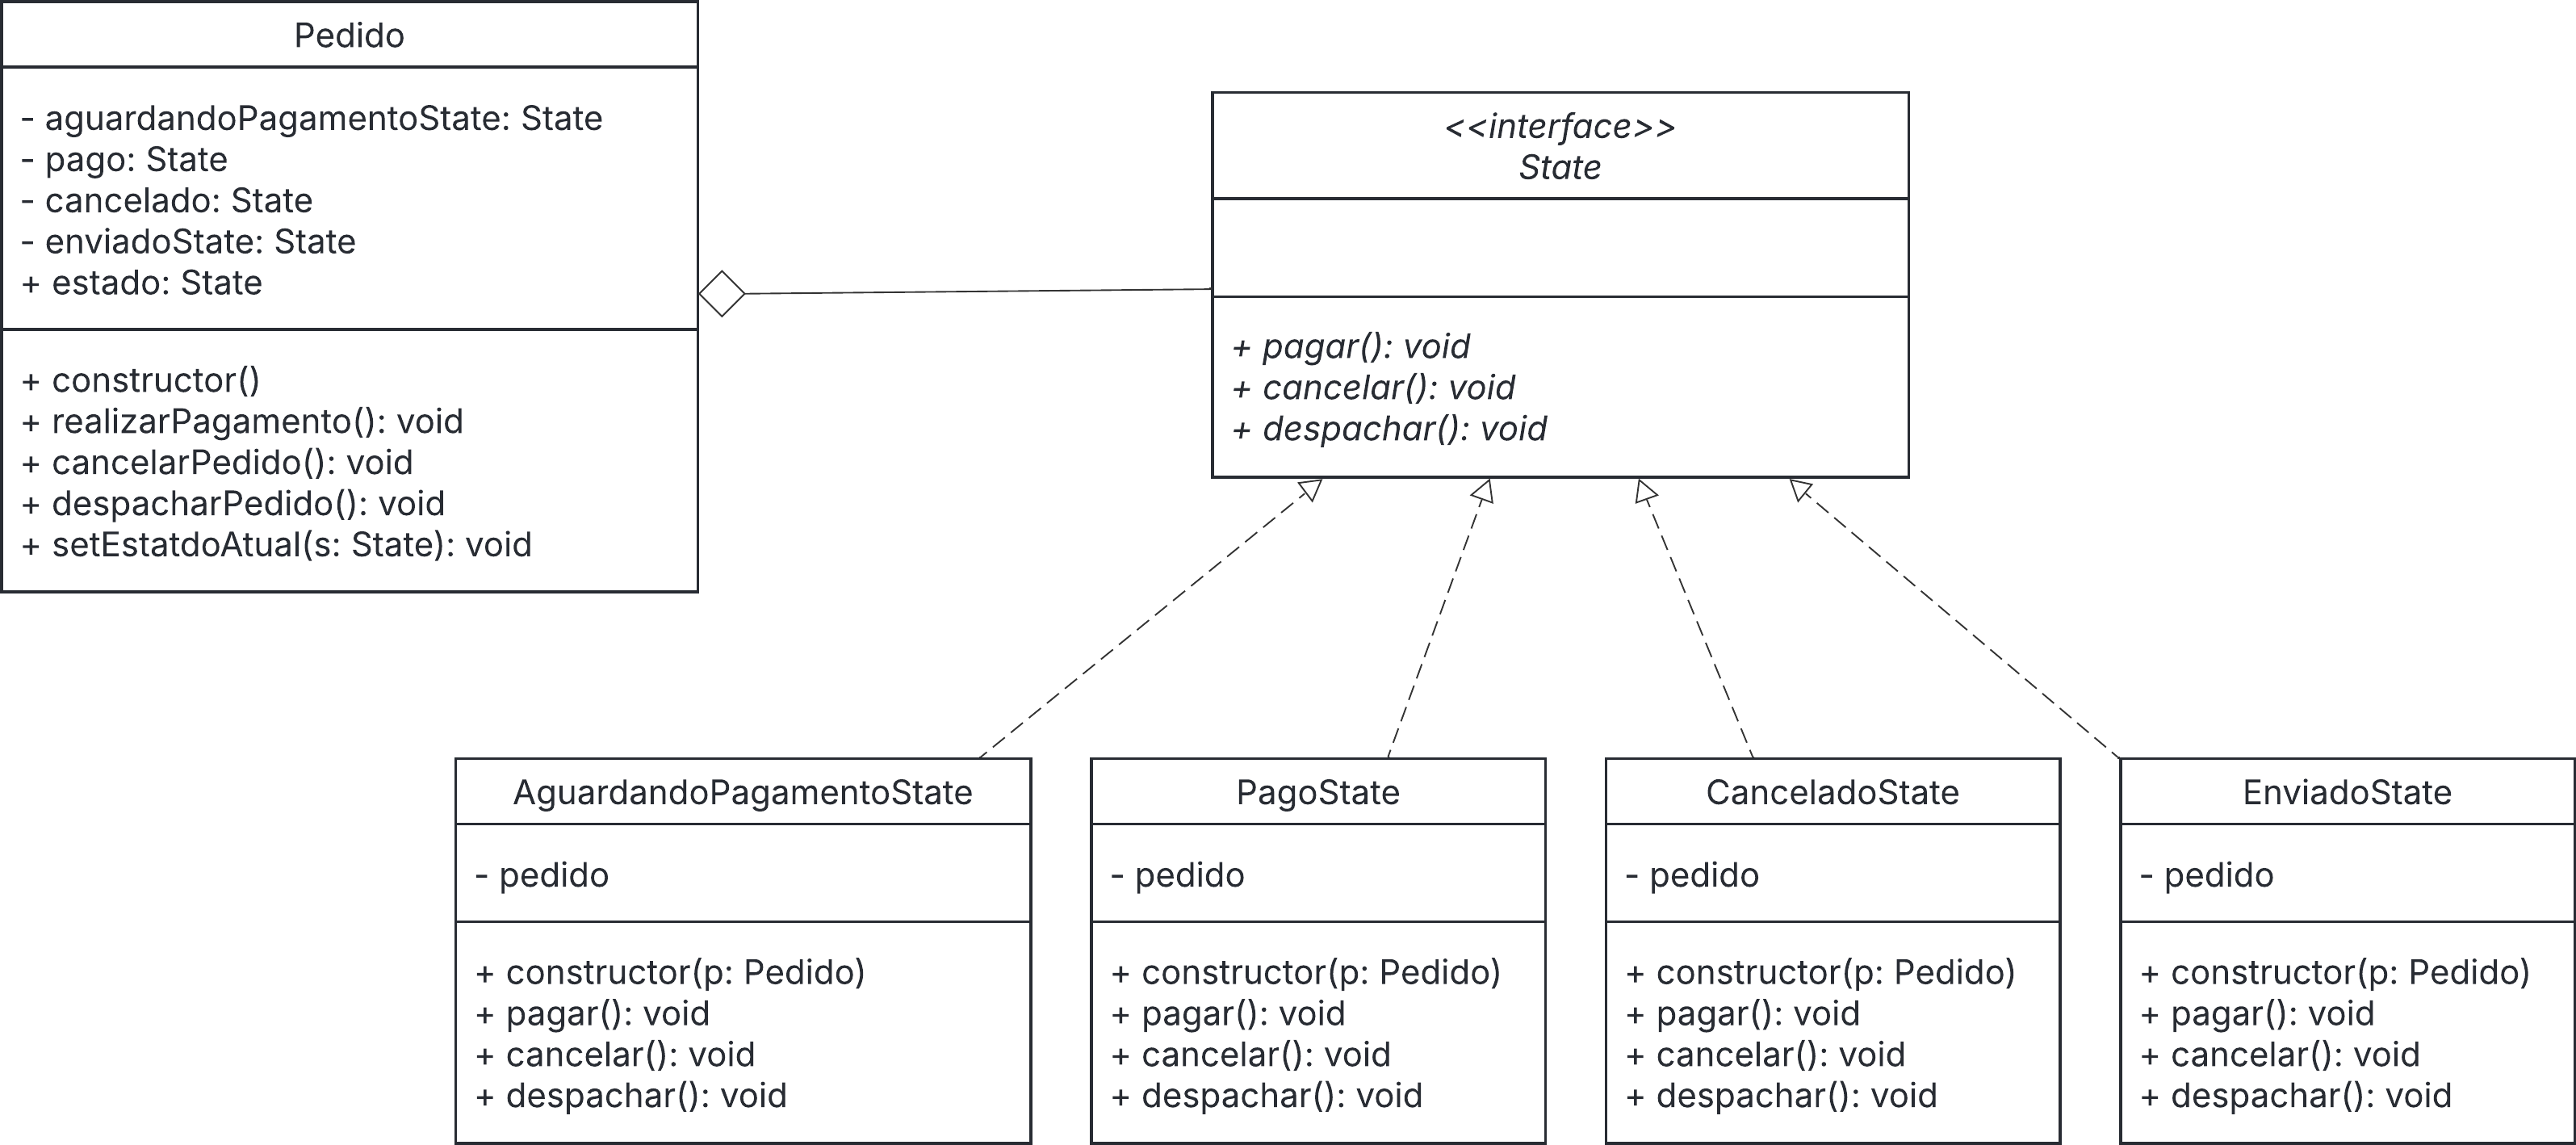 Pedido
- aguardandoPagamentoState: State
- pago: State
- cancelado: State
- enviadoState: State
+ estado: State
+ constructor()
+ realizarPagamento(): void
+ cancelarPedido(): void
+ despacharPedido(): void
+ setEstatdoAtual(s: State): void
<<interface>>
State
+ pagar(): void
+ cancelar(): void
+ despachar(): void
AguardandoPagamentoState
- pedido
+ constructor(p: Pedido)
+ pagar(): void
+ cancelar(): void
+ despachar(): void
PagoState
- pedido
+ constructor(p: Pedido)
+ pagar(): void
+ cancelar(): void
+ despachar(): void
CanceladoState
- pedido
+ constructor(p: Pedido)
+ pagar(): void
+ cancelar(): void
+ despachar(): void
EnviadoState
- pedido
+ constructor(p: Pedido)
+ pagar(): void
+ cancelar(): void
+ despachar(): void